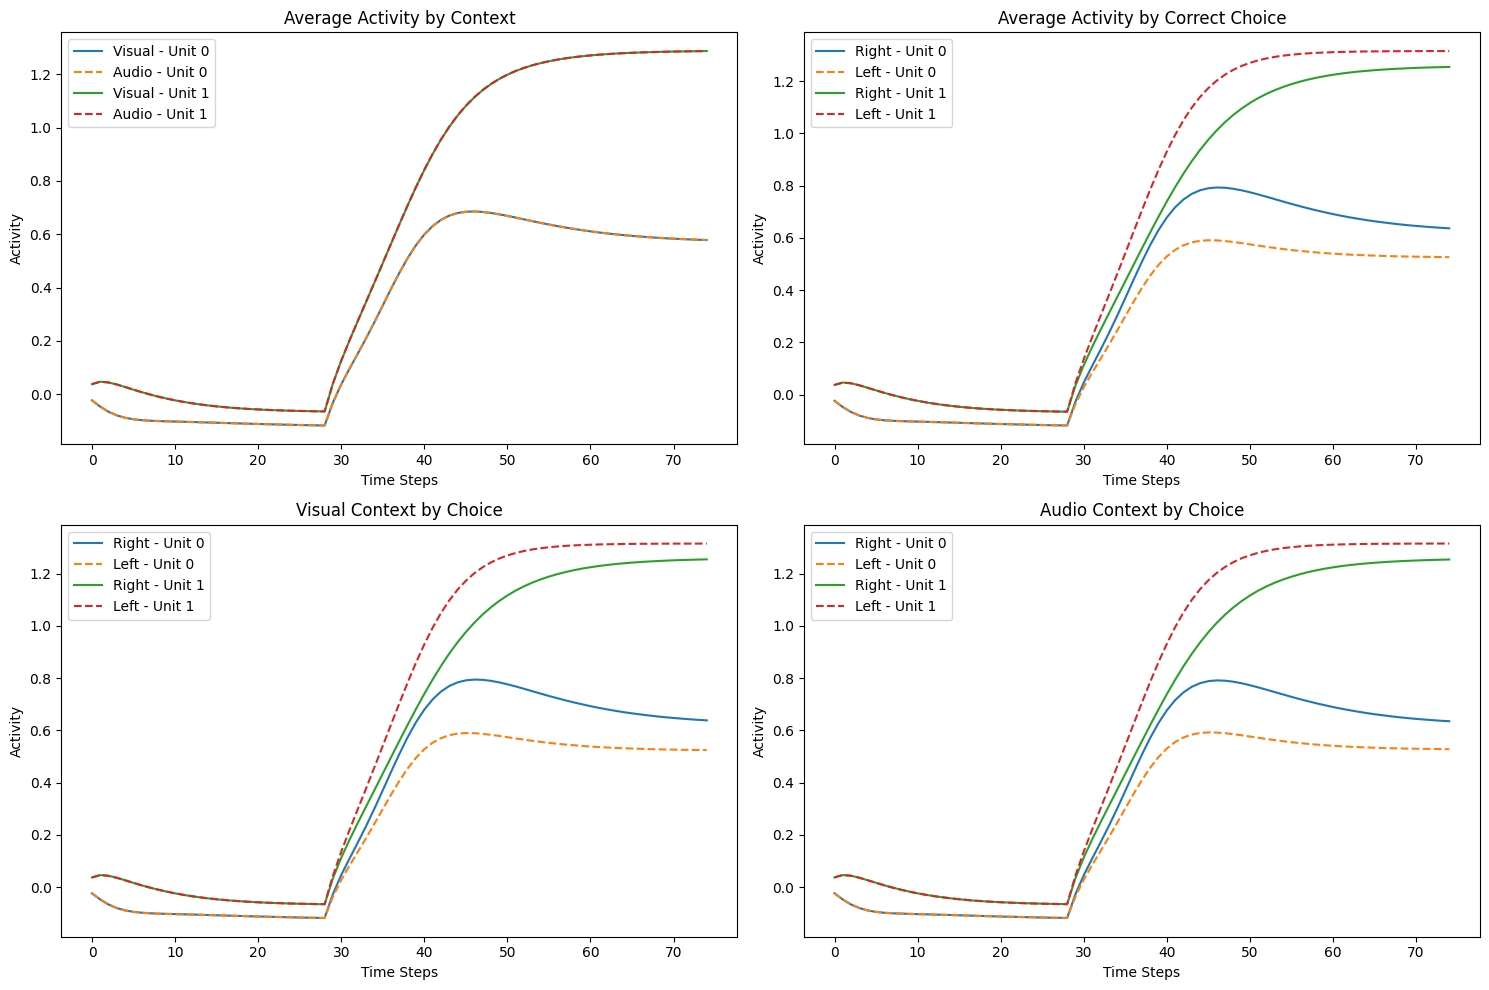 Average Activity by Context
Visual - Unit 0
Audio - Unit 0
Visual - Unit 1
Audio - Unit 1
Activity
1.2
1.0
0.8
0.6
0.4
0.2
0.0
0 10 20 30 40 50 60 70
Time Steps
Average Activity by Correct Choice
Right - Unit 0
Left - Unit 0
Right - Unit 1
Left - Unit 1
Activity
1.2
1.0
0.8
0.6
0.4
0.2
0.0
0 10 20 30 40 50 60 70
Time Steps
Visual Context by Choice
Right - Unit 0
Left - Unit 0
Right - Unit 1
Left - Unit 1
Activity
1.2
1.0
0.8
0.6
0.4
0.2
0.0
0 10 20 30 40 50 60 70
Time Steps
Audio Context by Choice
Right - Unit 0
Left - Unit 0
Right - Unit 1
Left - Unit 1
Activity
1.2
1.0
0.8
0.6
0.4
0.2
0.0
0 10 20 30 40 50 60 70
Time Steps